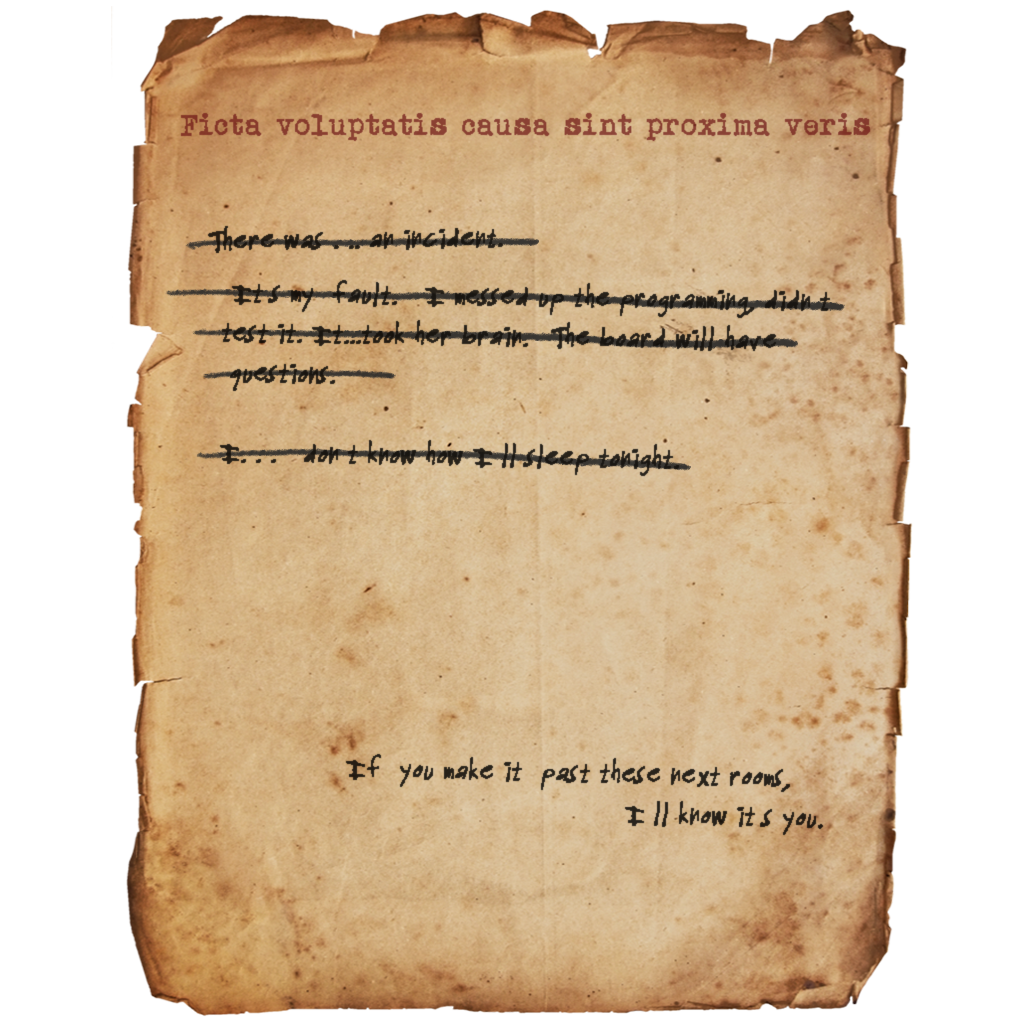 Ficta voluptatis causa sint proxima veris
There was ... an incident.
It s my fault. I messed up the programming, didn t
test it. It...took her brain. The board will have
questions.
I... don t know how I ll sleep tonight.
If you make it past these next rooms,
I ll know it s you.